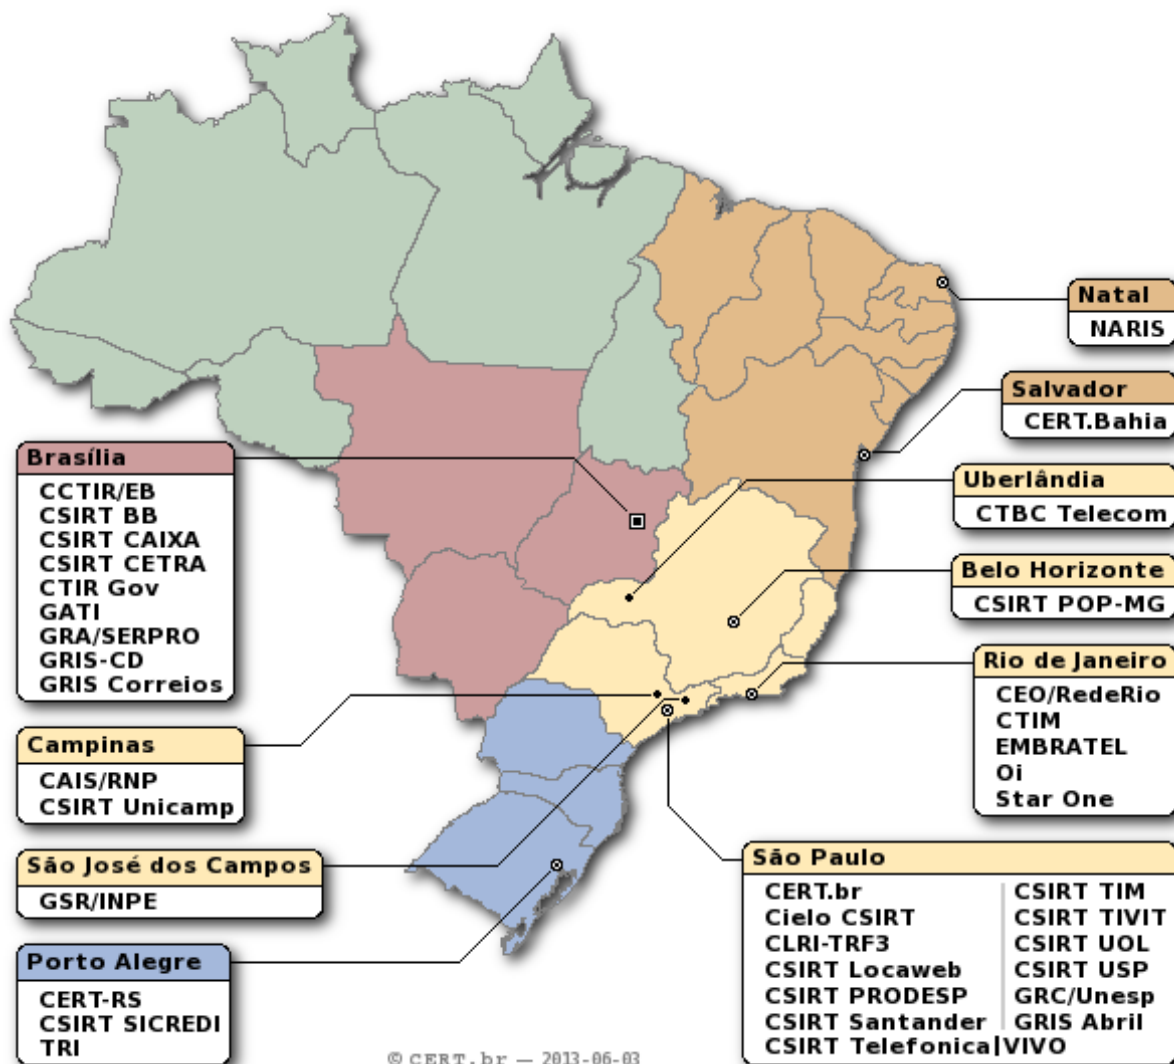 Natal
NARIS
Salvador
CERT.Bahia
Brasília
CCTIR/EB
CSIRT BB
CSIRT CAIXA
CSIRT CETRA
CTIR Gov
GATI
GRA/SERPRO
GRIS-CD
GRIS Correios
Uberlândia
CTBC Telecom
Belo Horizonte
CSIRT POP-MG
Rio de Janeiro
CEO/RedeRio
CTIM
EMBRATEL
Oi
Star One
Campinas
CAIS/RNP
CSIRT Unicamp
São José dos Campos
GSR/INPE
São Paulo
CERT.br
Cielo CSIRT
CLRI-TRF3
CSIRT Locaweb
CSIRT PRODESP
CSIRT Santander
CSIRT Telefonica|VIVO
CSIRT TIM
CSIRT TIVIT
CSIRT UOL
CSIRT USP
GRC/Unesp
GRIS Abril
Porto Alegre
CERT-RS
CSIRT SICREDI
TRI
© CERT.br — 2013-06-03